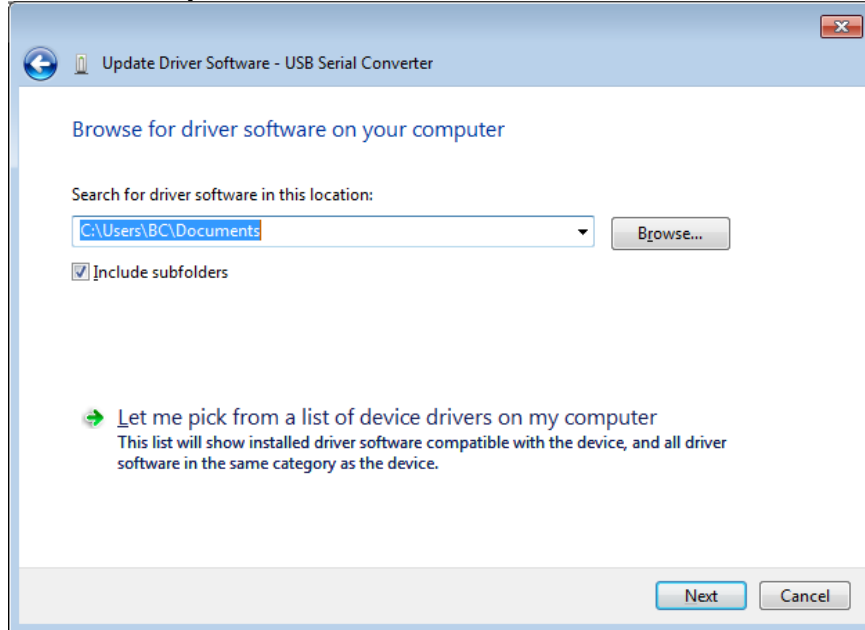 Update Driver Software - USB Serial Converter
Browse for driver software on your computer
Search for driver software in this location:
C:\Users\BC\Documents
Browse...
Include subfolders
Let me pick from a list of device drivers on my computer
This list will show installed driver software compatible with the device, and all driver
software in the same category as the device.
Next Cancel